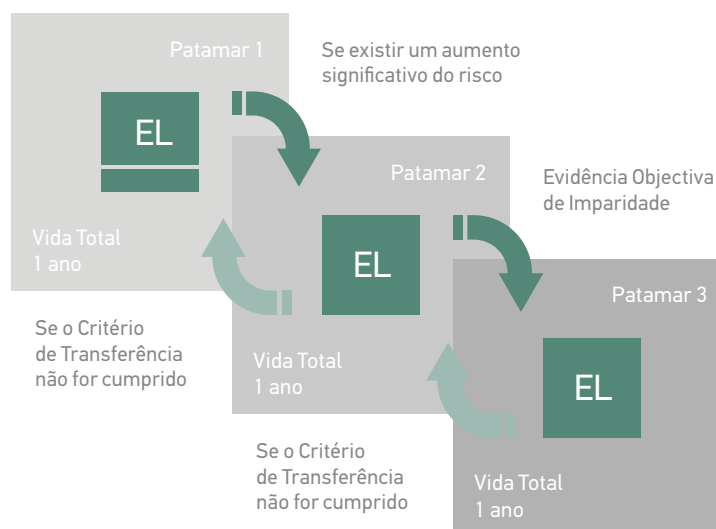 Patamar 1
Se existir um aumento
significativo do risco
EL
Patamar 2
Evidência Objectiva
de Imparidade
Vida Total
1 ano
EL
Patamar 3
Se o Critério
de Transferência
não for cumprido
Vida Total
1 ano
EL
Se o Critério
de Transferência
não for cumprido
Vida Total
1 ano